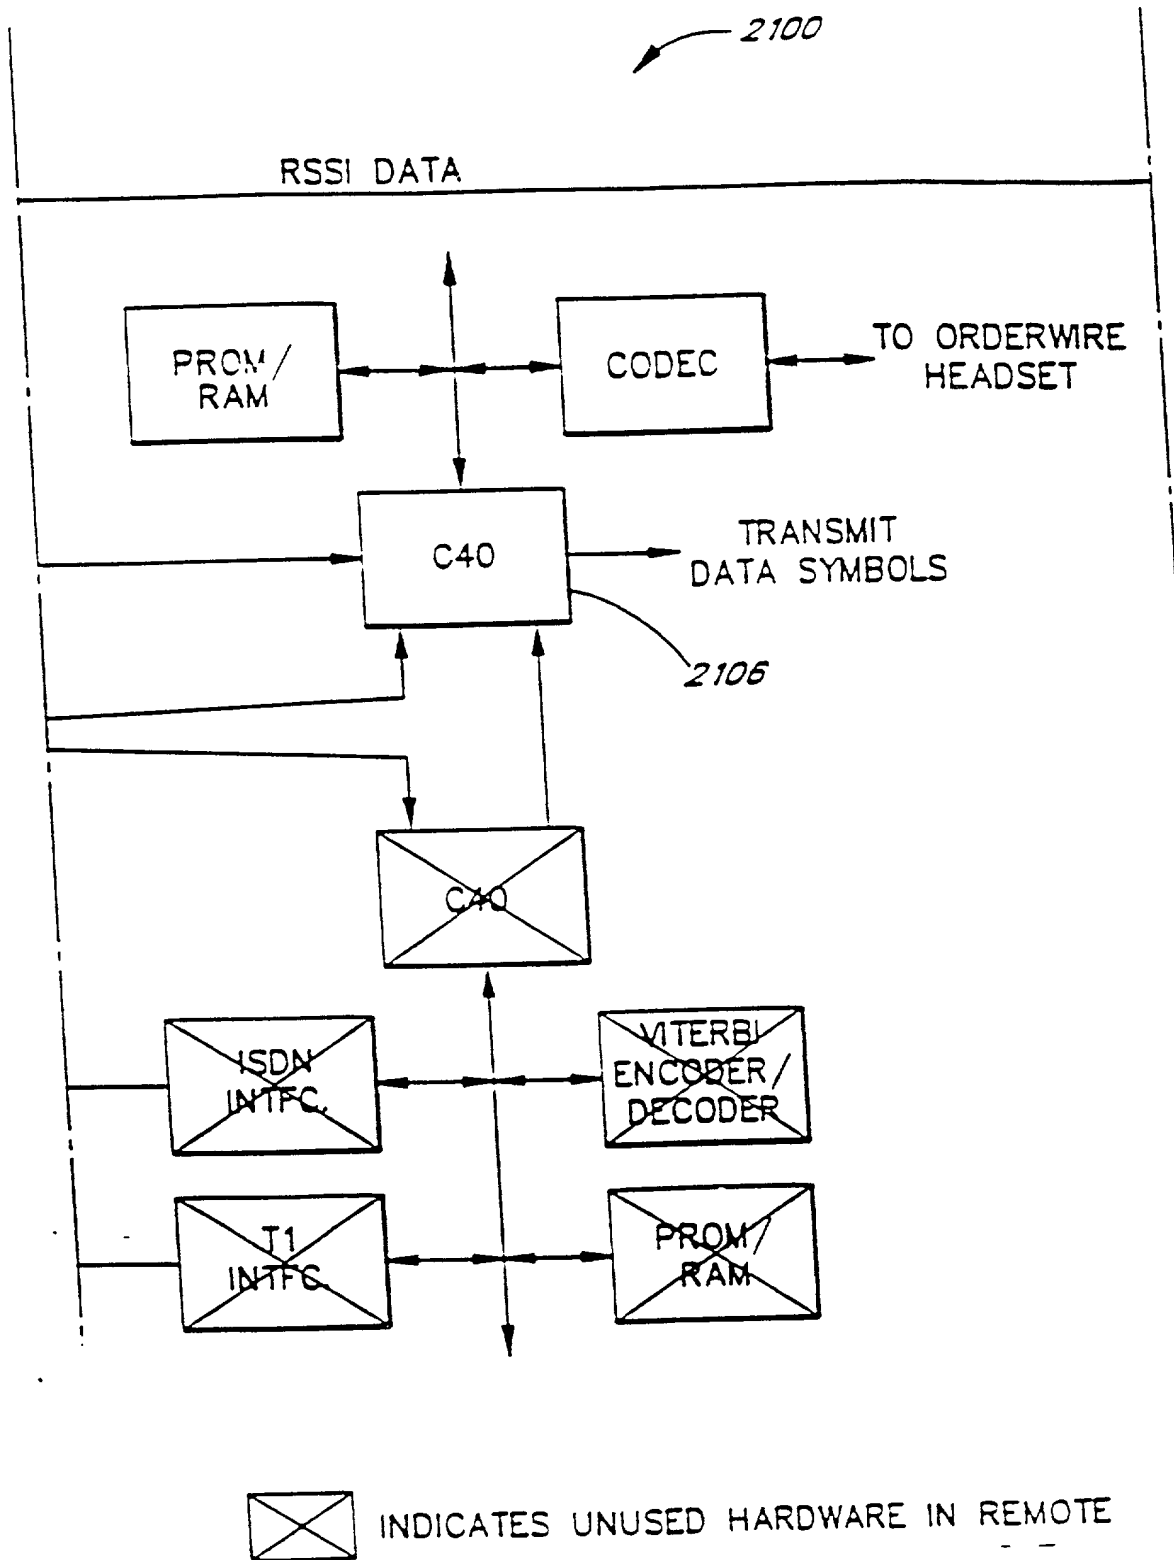 2100
RSSI DATA
PROM/
RAM
CODEC
TO ORDERWIRE
HEADSET
C40
TRANSMIT
DATA SYMBOLS
2106
C40
ISDN
INTFC.
VITERBI
ENCODER/
DECODER
T1
INTFC.
PROM/
RAM
INDICATES UNUSED HARDWARE IN REMOTE